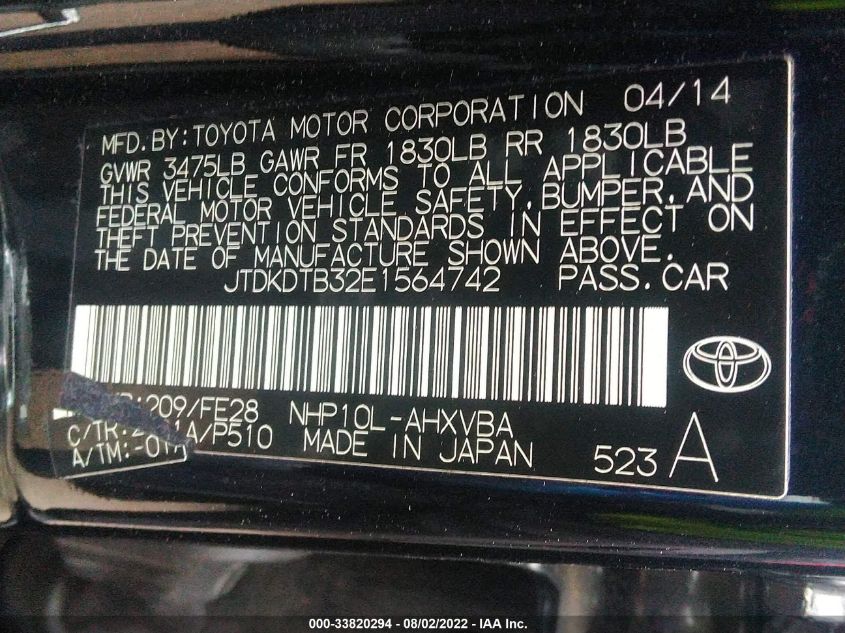 MFD.BY:TOYOTA MOTOR CORPORATION 04/14
GVWR 3475LB GAWR FR 1830LB RR 1830LB
THIS VEHICLE CONFORMS TO ALL APPLICABLE
FEDERAL MOTOR VEHICLE SAFETY,BUMPER,AND
THEFT PREVENTION STANDARDS IN EFFECT ON
THE DATE OF MANUFACTURE SHOWN ABOVE.
JTDKDTB32E1564742 PASS.CAR
209/FE28 NHP10L-AHXVBA
C/TR: A/P510 MADE IN JAPAN 523 A
A/TM:-01A
000-33820294 - 08/02/2022 - IAA Inc.